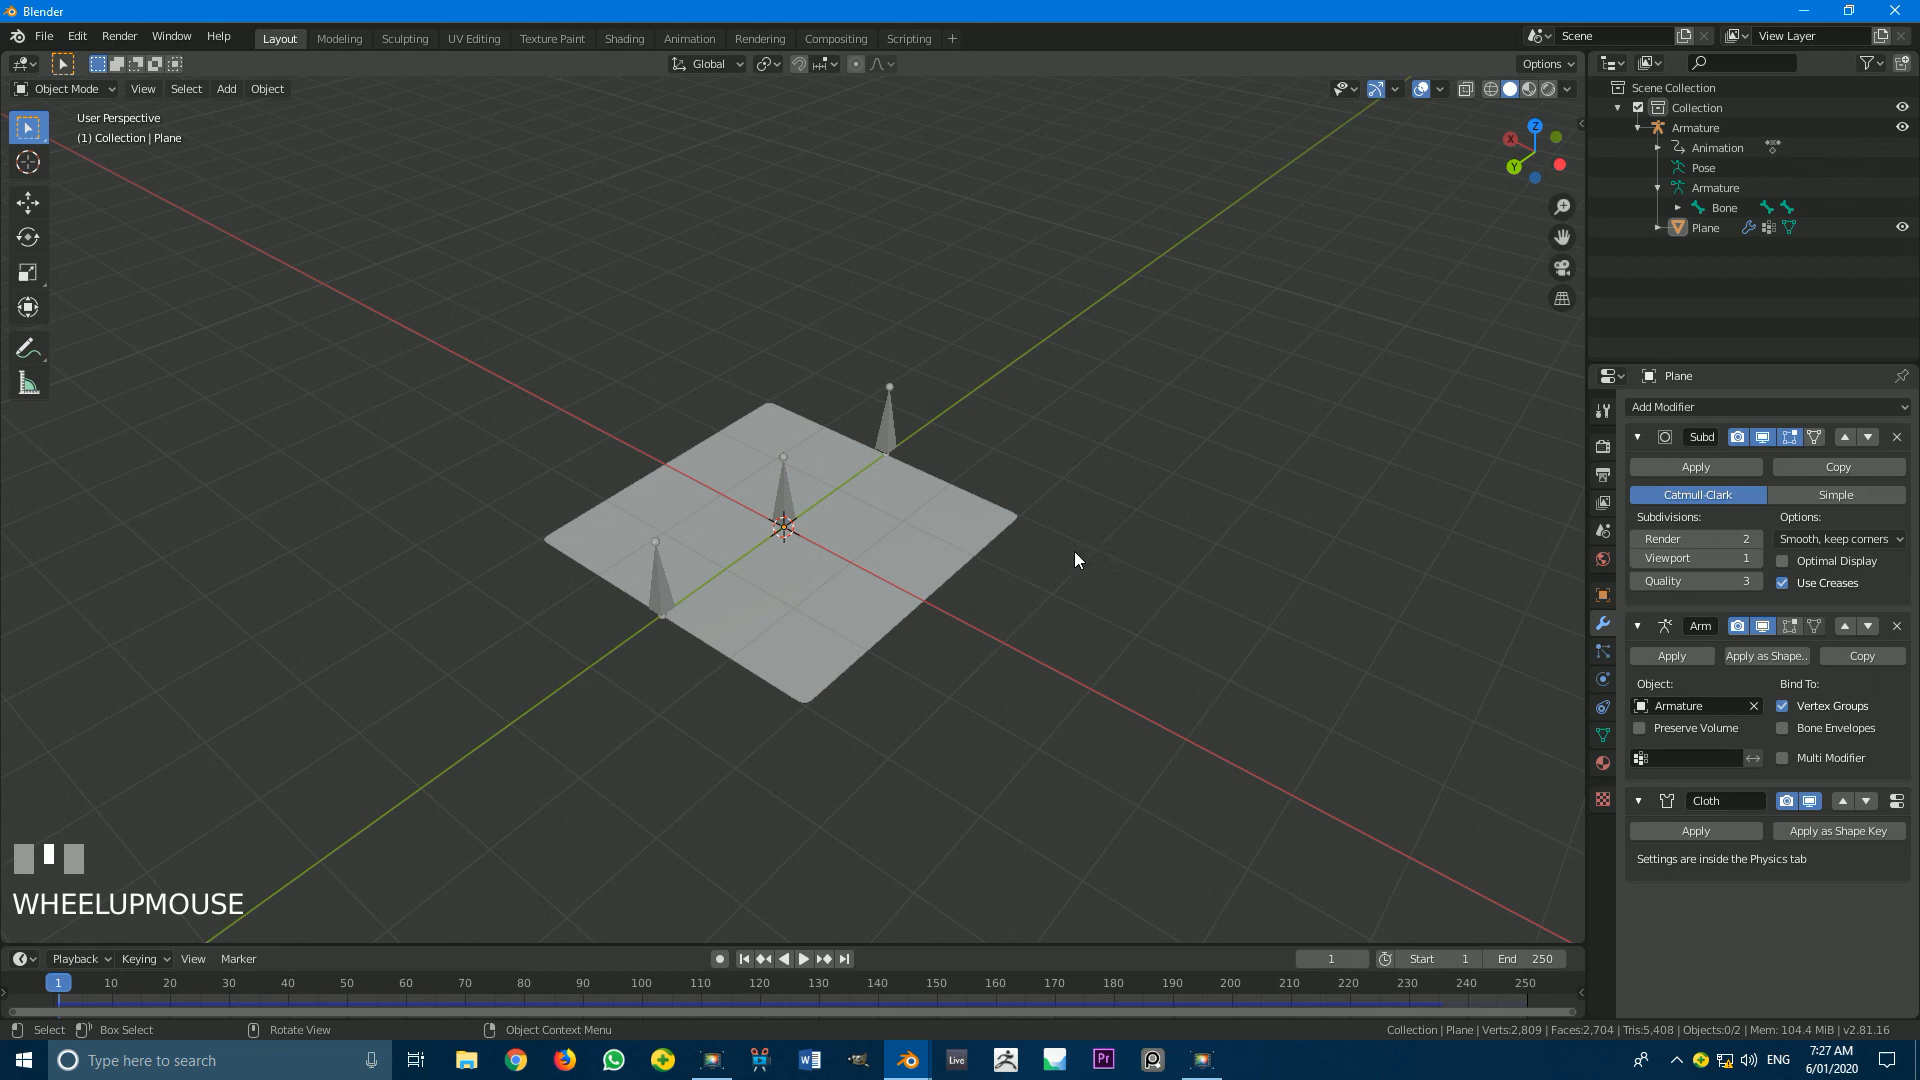 Blender
File Edit Render Window Help
Layout Modeling Sculpting UV Editing Texture Paint Shading Animation Rendering Compositing Scripting
Scene
View Layer
Global
Options
Object Mode View Select Add Object
User Perspective
(1) Collection | Plane
Z
X
Y
Scene Collection
Collection
Armature
Animation
Pose
Armature
Bone
Plane
Plane
Add Modifier
Subd
Apply Copy
Catmull-Clark Simple
Subdivisions: Options:
Render 2 Smooth, keep corners
Viewport 1 Optimal Display
Quality 3 Use Creases
Arm
Apply Apply as Shape.. Copy
Object: Bind To:
Armature Vertex Groups
Preserve Volume Bone Envelopes
Multi Modifier
Cloth
Apply Apply as Shape Key
Settings are inside the Physics tab
WHEELUPMOUSE
Playback Keying View Marker
1 Start 1 End 250
1 10 20 30 40 50 60 70 80 90 100 110 120 130 140 150 160 170 180 190 200 210 220 230 240 250
Select Box Select Rotate View Object Context Menu
Collection | Plane | Verts:2,809 | Faces:2,704 | Tris:5,408 | Objects:0/2 | Mem: 104.4 MiB | v2.81.16
Type here to search
Live
Pr
ENG
7:27 AM
6/01/2020